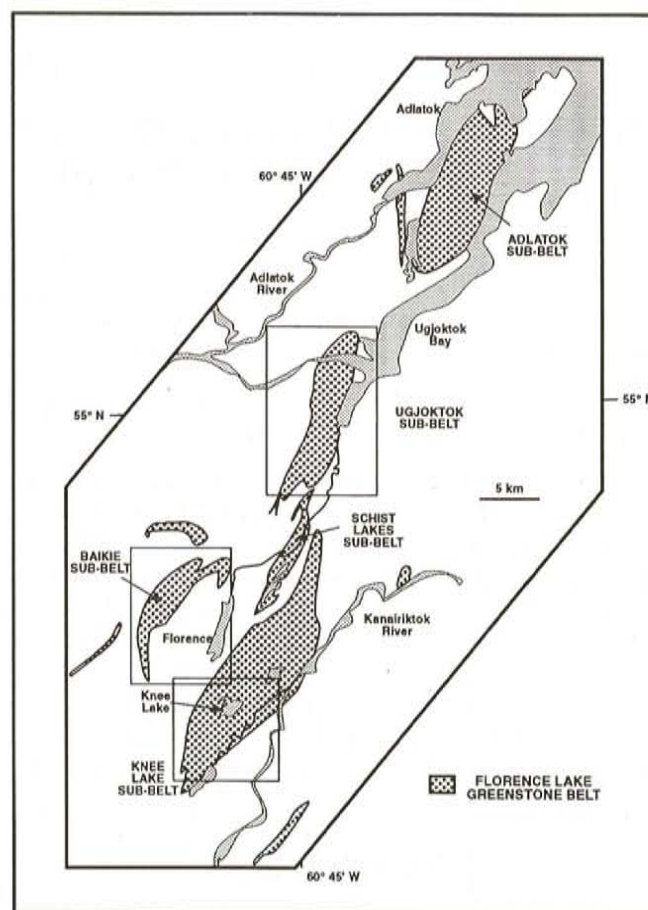 Adlatok
60° 45' W
ADLATOK
SUB-BELT
Adlatok
River
Ugjoktok
Bay
55° N
55° N
UGJOKTOK
SUB-BELT
5 km
SCHIST
LAKES
SUB-BELT
BAIKIE
SUB-BELT
Kanairiktok
River
Florence
Knee
Lake
KNEE
LAKE
SUB-BELT
FLORENCE LAKE
GREENSTONE BELT
60° 45' W